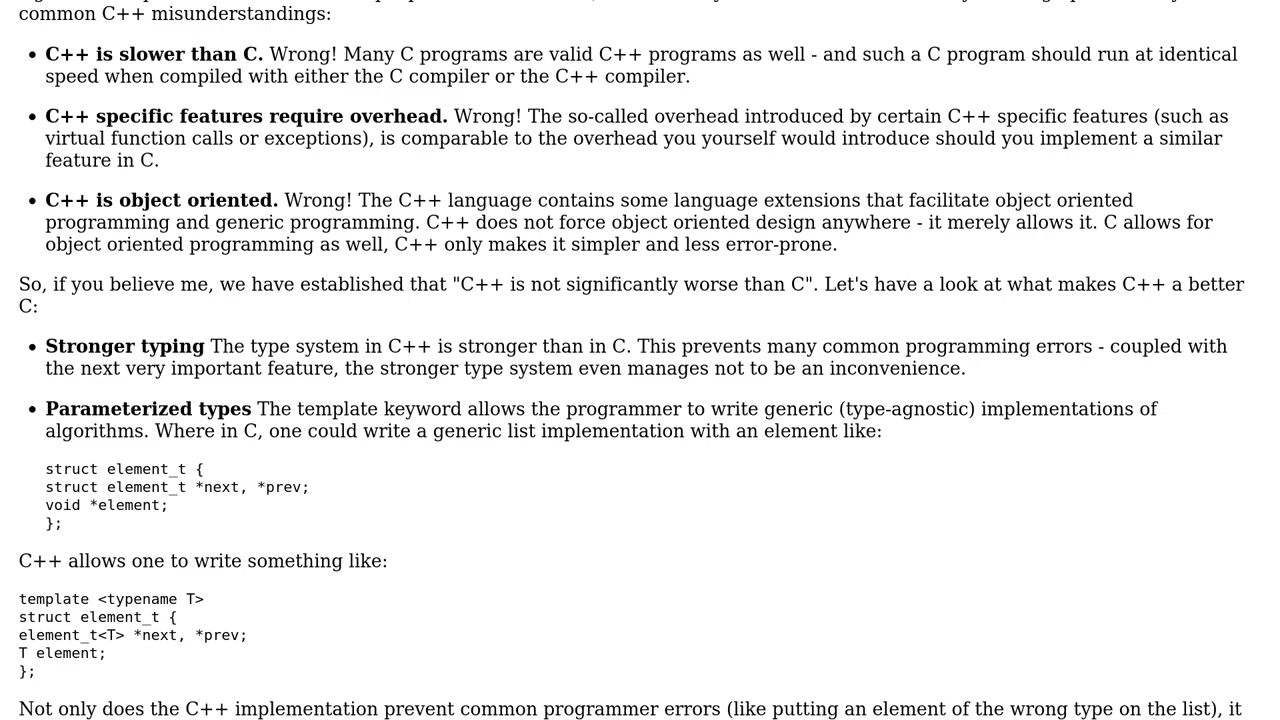 common C++ misunderstandings:
• C++ is slower than C. Wrong! Many C programs are valid C++ programs as well - and such a C program should run at identical
speed when compiled with either the C compiler or the C++ compiler.
• C++ specific features require overhead. Wrong! The so-called overhead introduced by certain C++ specific features (such as
virtual function calls or exceptions), is comparable to the overhead you yourself would introduce should you implement a similar
feature in C.
• C++ is object oriented. Wrong! The C++ language contains some language extensions that facilitate object oriented
programming and generic programming. C++ does not force object oriented design anywhere - it merely allows it. C allows for
object oriented programming as well, C++ only makes it simpler and less error-prone.
So, if you believe me, we have established that "C++ is not significantly worse than C". Let's have a look at what makes C++ a better
C:
• Stronger typing The type system in C++ is stronger than in C. This prevents many common programming errors - coupled with
the next very important feature, the stronger type system even manages not to be an inconvenience.
• Parameterized types The template keyword allows the programmer to write generic (type-agnostic) implementations of
algorithms. Where in C, one could write a generic list implementation with an element like:
struct element_t {
struct element_t *next, *prev;
void *element;
};
C++ allows one to write something like:
template <typename T>
struct element_t {
element_t<T> *next, *prev;
T element;
};
Not only does the C++ implementation prevent common programmer errors (like putting an element of the wrong type on the list), it